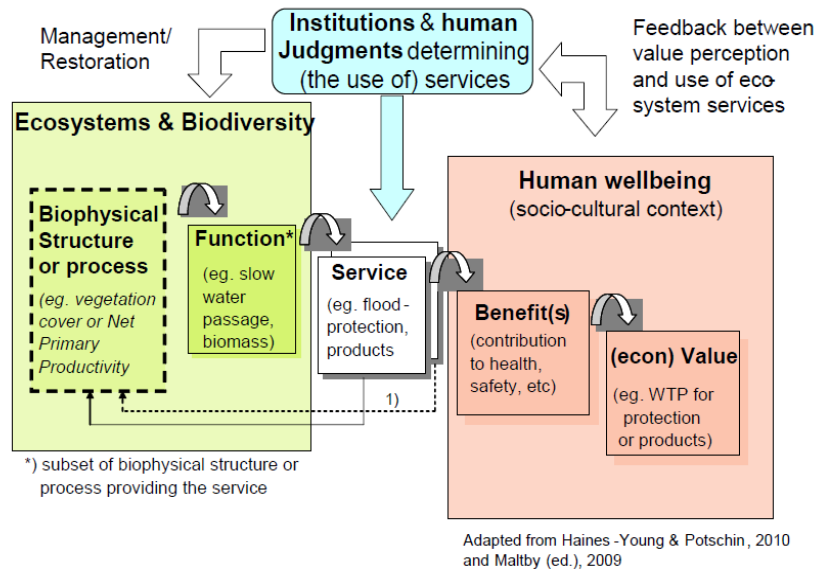 Management/
Restoration
Institutions & human
Judgments determining
(the use of) services
Feedback between
value perception
and use of eco-
system services
Ecosystems & Biodiversity
Biophysical
Structure
or process
(eg. vegetation
cover or Net
Primary
Productivity
Function*
(eg. slow
water
passage,
biomass)
Service
(eg. flood-
protection,
products
1)
Human wellbeing
(socio-cultural context)
Benefit(s)
(contribution
to health,
safety, etc)
(econ) Value
(eg. WTP for
protection
or products)
*) subset of biophysical structure or
process providing the service
Adapted from Haines -Young & Potschin, 2010
and Maltby (ed.), 2009